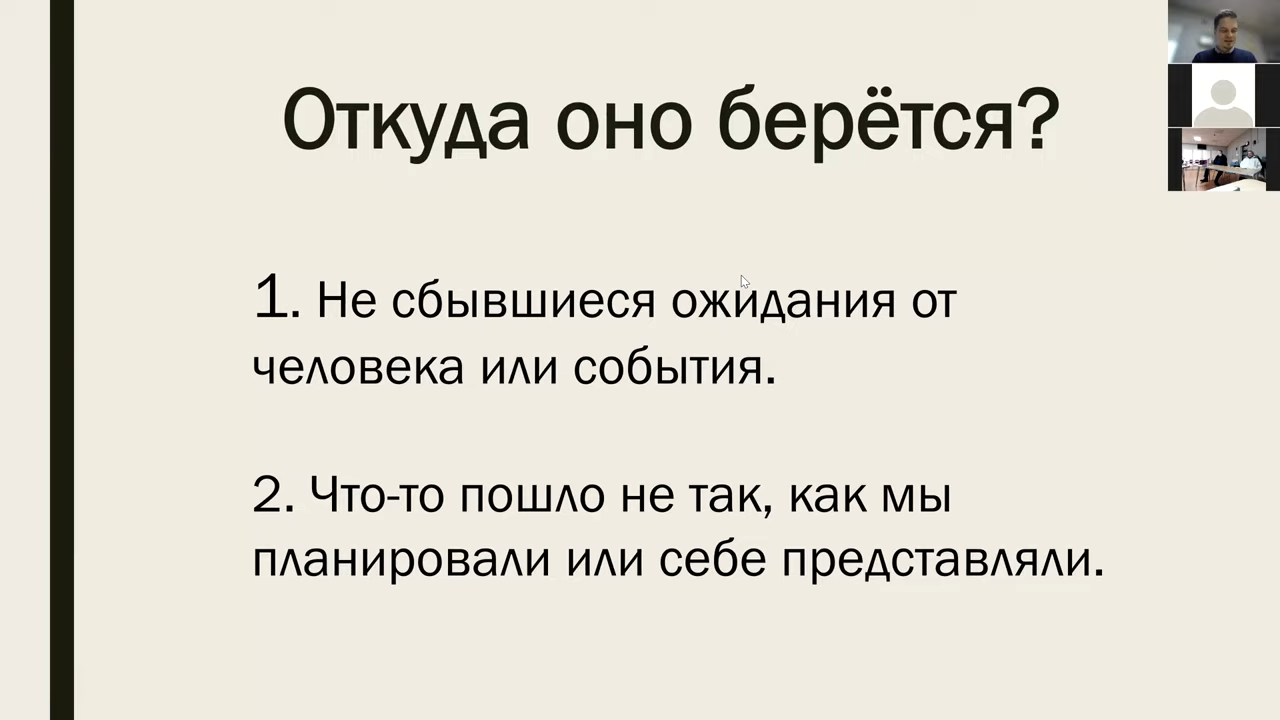 Откуда оно берётся?
1. Не сбывшиеся ожидания от
человека или события.
2. Что-то пошло не так, как мы
планировали или себе представляли.